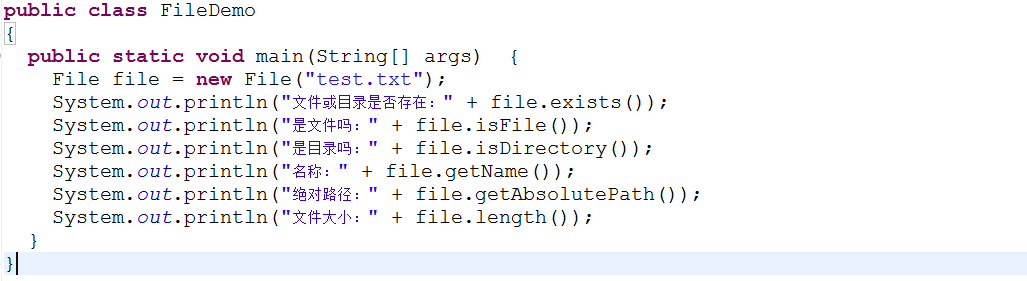 public class FileDemo
{
  public static void main(String[] args)  {
    File file = new File("test.txt");
    System.out.println("文件或目录是否存在：" + file.exists());
    System.out.println("是文件吗：" + file.isFile());
    System.out.println("是目录吗：" + file.isDirectory());
    System.out.println("名称：" + file.getName());
    System.out.println("绝对路径：" + file.getAbsolutePath());
    System.out.println("文件大小：" + file.length());
  }
}